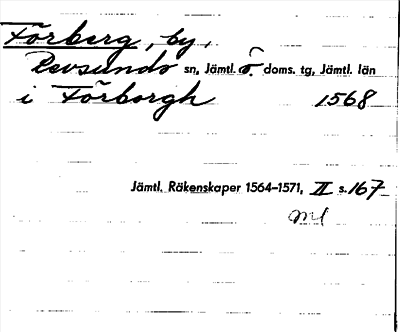 Förberg, by,
Revsunds sn, Jämtl. ö. doms. tg, Jämtl. län
i Förborgh 1568
Jämtl. Räkenskaper 1564-1571, II s. 167